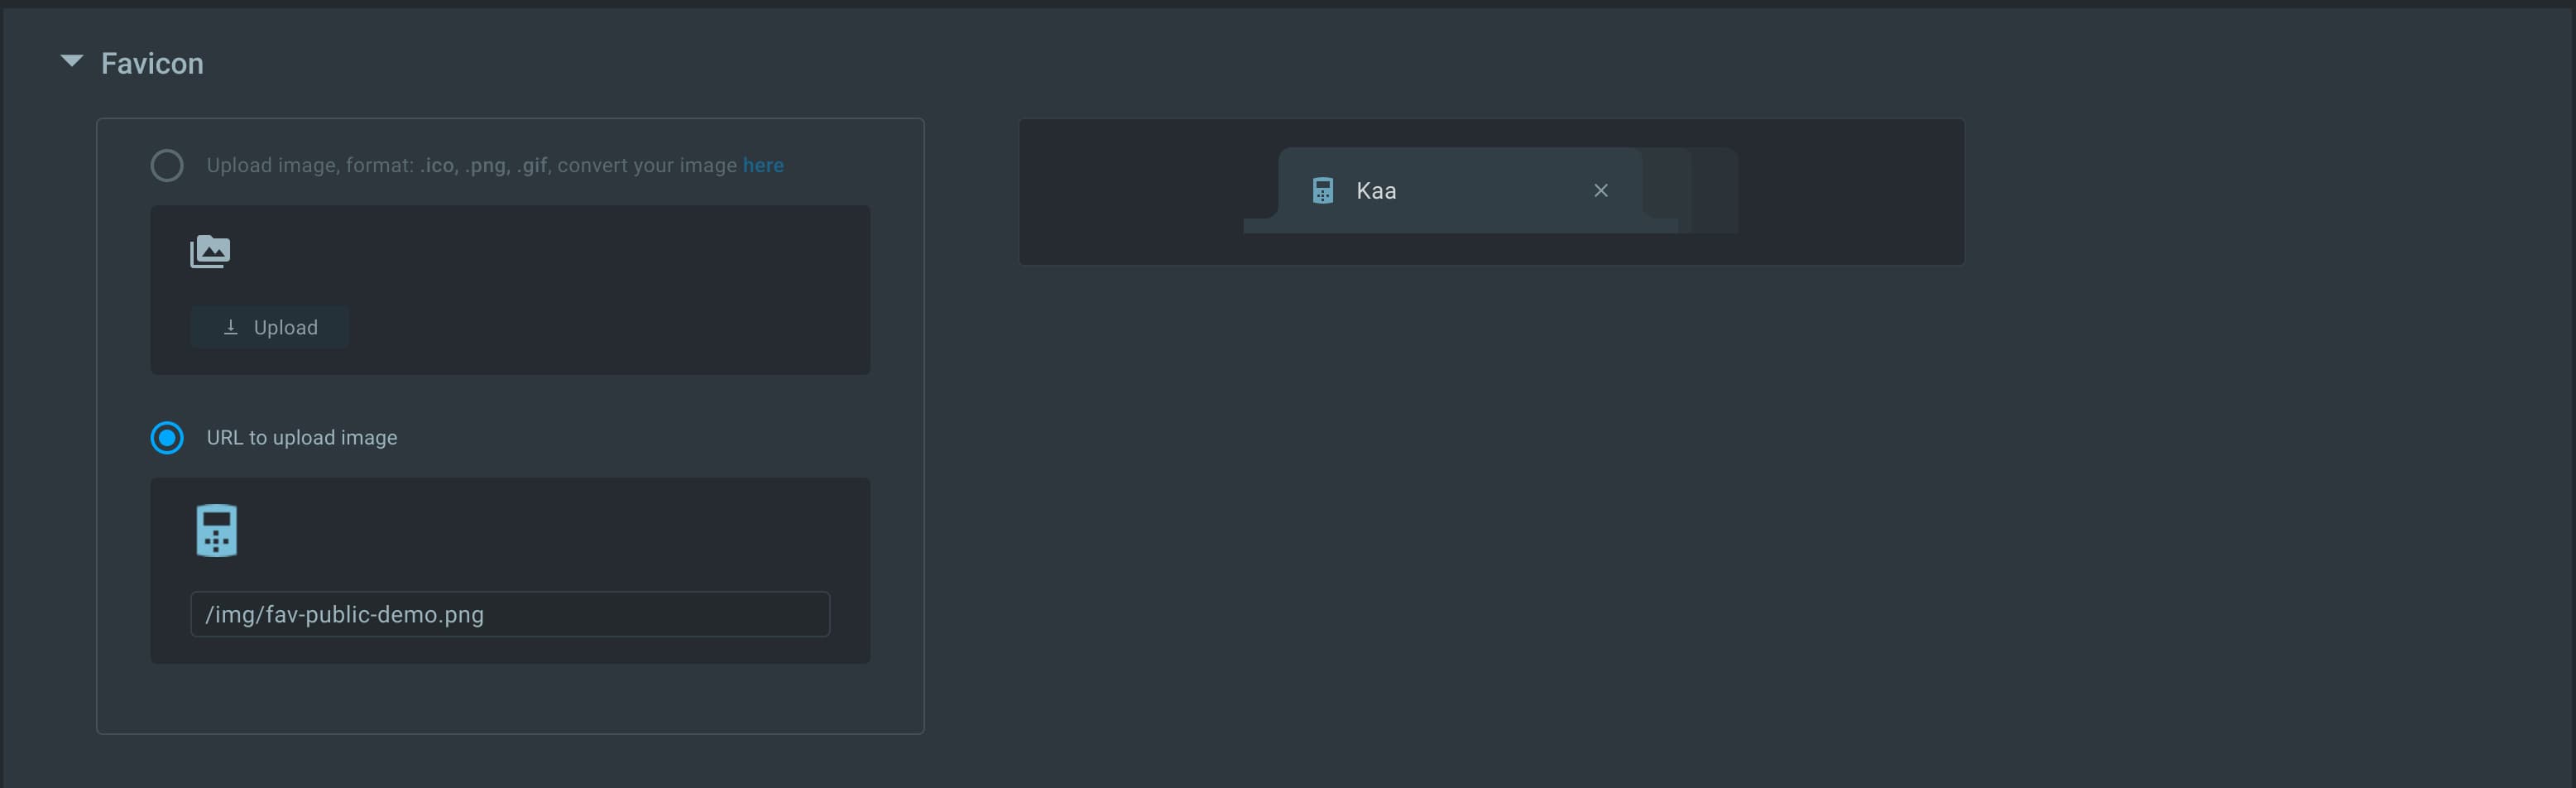 Favicon
Upload image, format: .ico, .png, .gif, convert your image here
Kaa
Upload
URL to upload image
/img/fav-public-demo.png